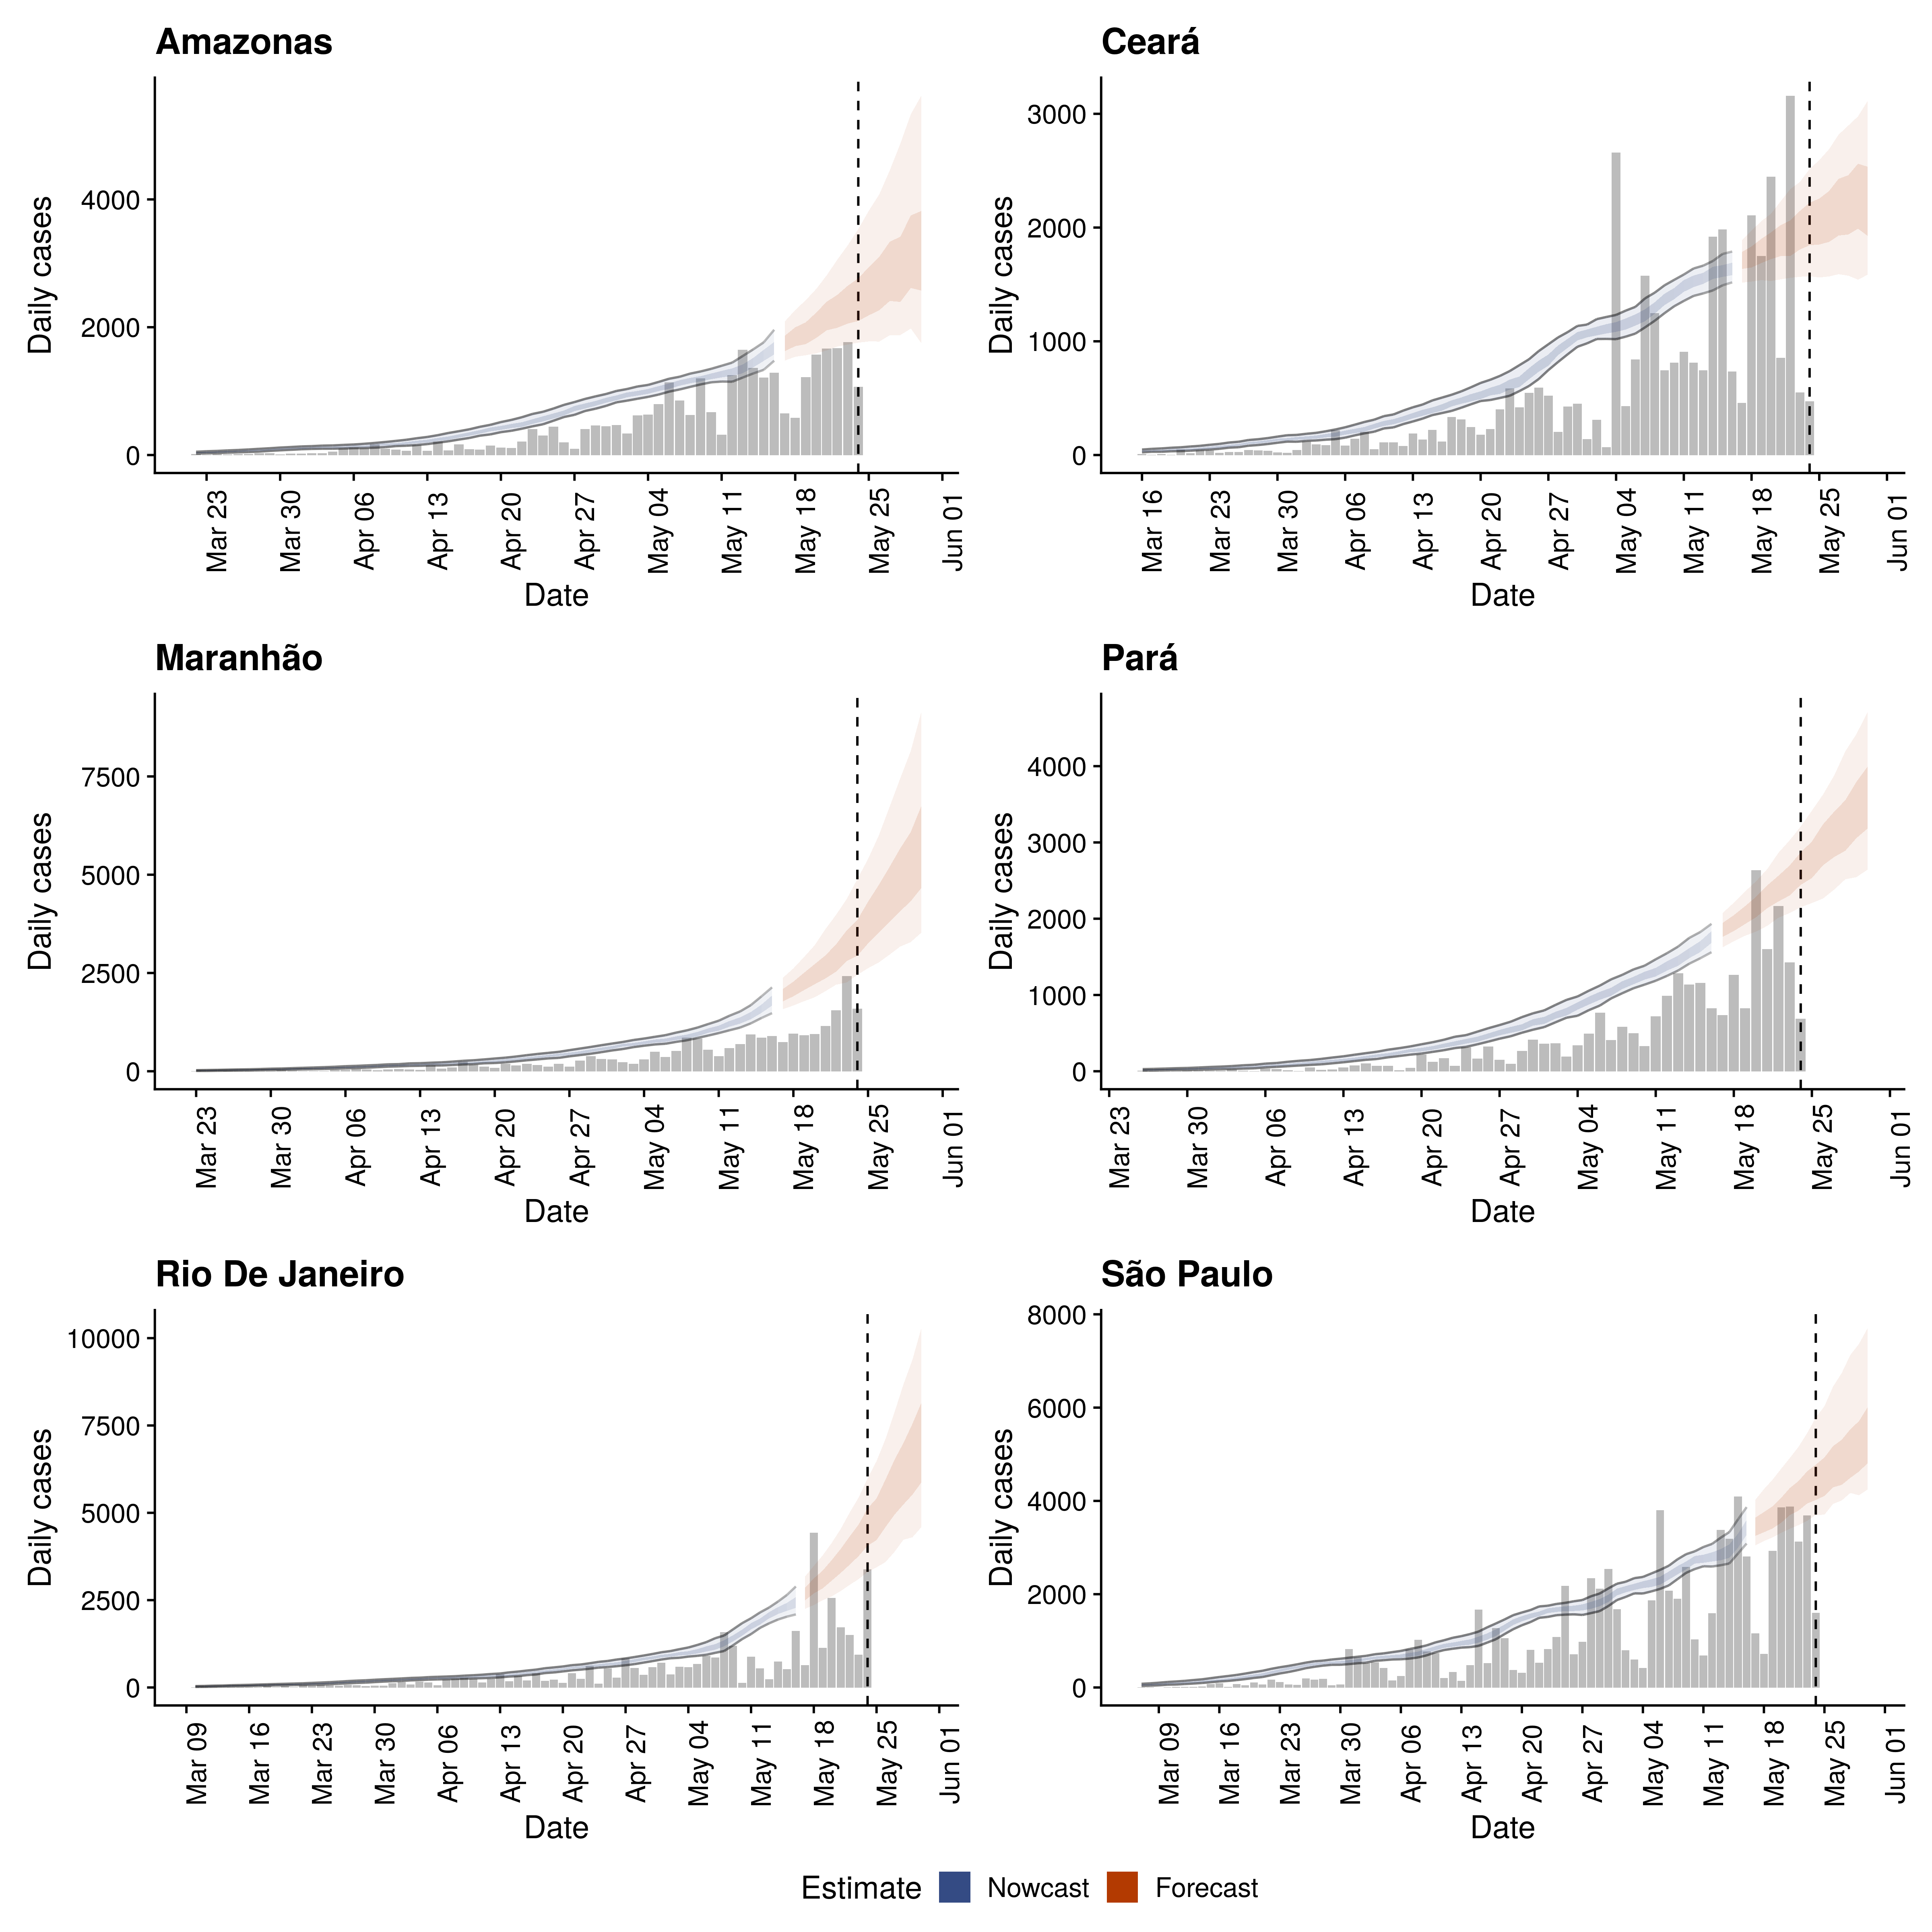 Amazonas
Daily cases
4000
2000
0
Mar 23
Mar 30
Apr 06
Apr 13
Apr 20
Apr 27
May 04
May 11
May 18
May 25
Jun 01
Date
Ceará
Daily cases
3000
2000
1000
0
Mar 16
Mar 23
Mar 30
Apr 06
Apr 13
Apr 20
Apr 27
May 04
May 11
May 18
May 25
Jun 01
Date
Maranhão
Daily cases
7500
5000
2500
0
Mar 23
Mar 30
Apr 06
Apr 13
Apr 20
Apr 27
May 04
May 11
May 18
May 25
Jun 01
Date
Pará
Daily cases
4000
3000
2000
1000
0
Mar 23
Mar 30
Apr 06
Apr 13
Apr 20
Apr 27
May 04
May 11
May 18
May 25
Jun 01
Date
Rio De Janeiro
Daily cases
10000
7500
5000
2500
0
Mar 09
Mar 16
Mar 23
Mar 30
Apr 06
Apr 13
Apr 20
Apr 27
May 04
May 11
May 18
May 25
Jun 01
Date
São Paulo
Daily cases
8000
6000
4000
2000
0
Mar 09
Mar 16
Mar 23
Mar 30
Apr 06
Apr 13
Apr 20
Apr 27
May 04
May 11
May 18
May 25
Jun 01
Date
Estimate Nowcast Forecast